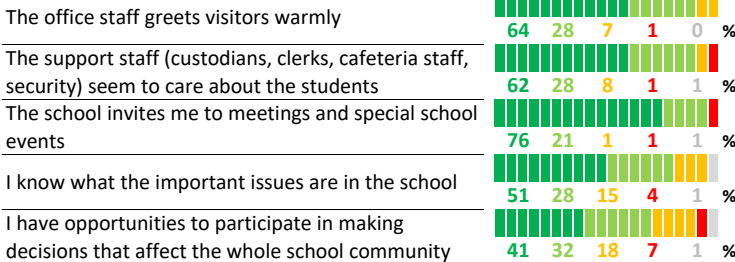 The office staff greets visitors warmly
64 28 7 1 0 %
The support staff (custodians, clerks, cafeteria staff,
security) seem to care about the students
62 28 8 1 1 %
The school invites me to meetings and special school
events
76 21 1 1 1 %
I know what the important issues are in the school
51 28 15 4 1 %
I have opportunities to participate in making
decisions that affect the whole school community
41 32 18 7 1 %